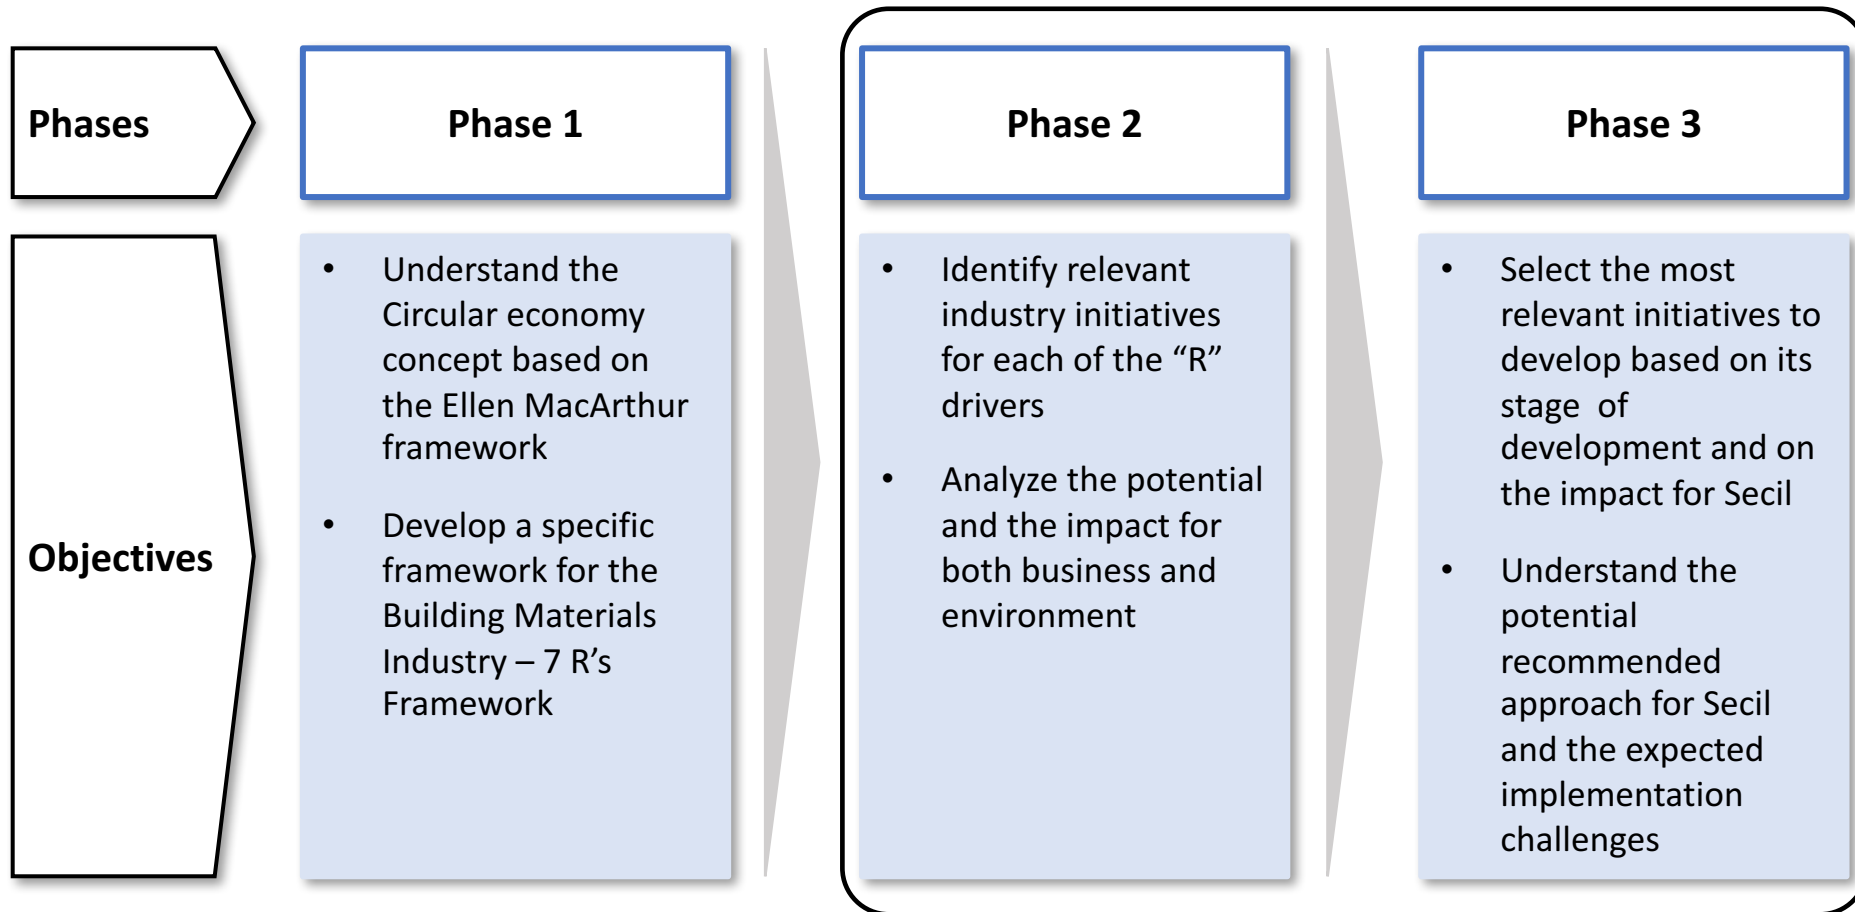 Phases
Phase 1
Phase 2
Phase 3
Objectives
• Understand the
Circular economy
concept based on
the Ellen MacArthur
framework
• Develop a specific
framework for the
Building Materials
Industry – 7 R’s
Framework
• Identify relevant
industry initiatives
for each of the “R”
drivers
• Analyze the potential
and the impact for
both business and
environment
• Select the most
relevant initiatives to
develop based on its
stage  of
development and on
the impact for Secil
• Understand the
potential
recommended
approach for Secil
and the expected
implementation
challenges